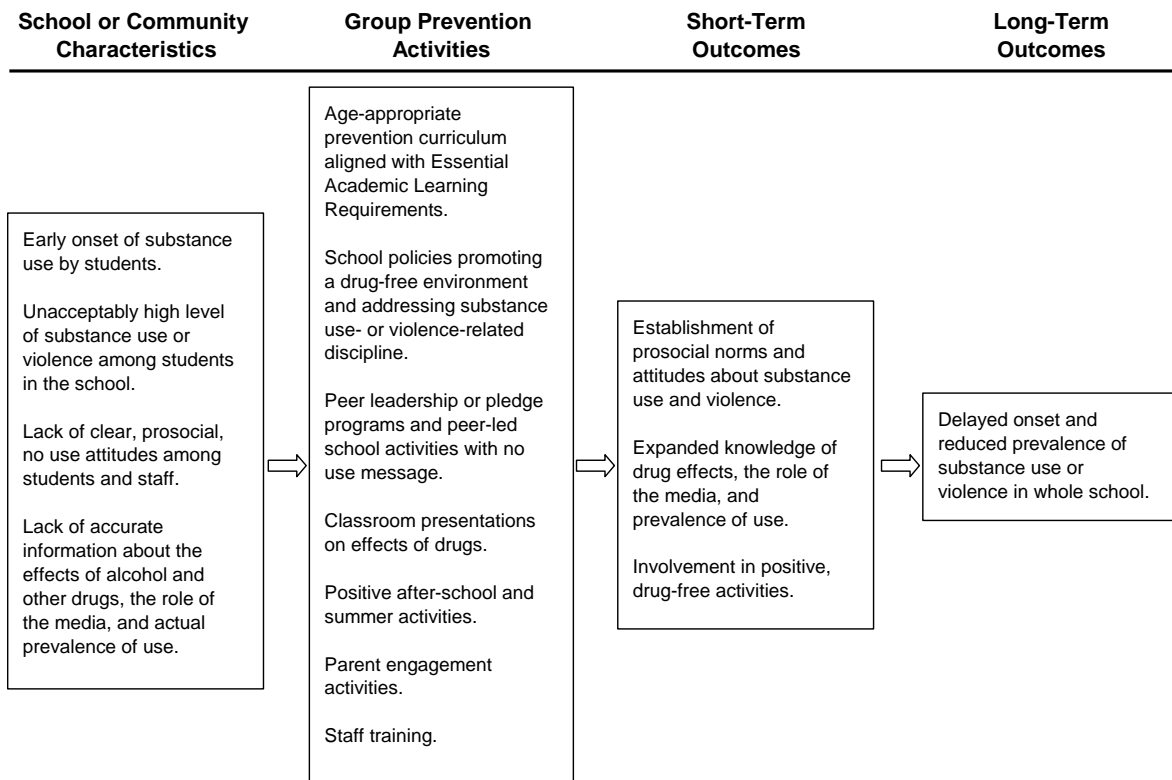 School or Community
Characteristics
Group Prevention
Activities
Short-Term
Outcomes
Long-Term
Outcomes
Early onset of substance
use by students.
Unacceptably high level
of substance use or
violence among students
in the school.
Lack of clear, prosocial,
no use attitudes among
students and staff.
Lack of accurate
information about the
effects of alcohol and
other drugs, the role of
the media, and actual
prevalence of use.
Age-appropriate
prevention curriculum
aligned with Essential
Academic Learning
Requirements.
School policies promoting
a drug-free environment
and addressing substance
use- or violence-related
discipline.
Peer leadership or pledge
programs and peer-led
school activities with no
use message.
Classroom presentations
on effects of drugs.
Positive after-school and
summer activities.
Parent engagement
activities.
Staff training.
Establishment of
prosocial norms and
attitudes about substance
use and violence.
Expanded knowledge of
drug effects, the role of
the media, and
prevalence of use.
Involvement in positive,
drug-free activities.
Delayed onset and
reduced prevalence of
substance use or
violence in whole school.